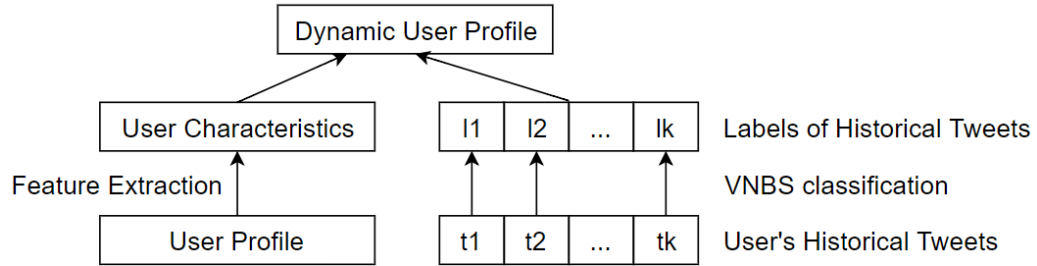 Dynamic User Profile
User Characteristics l1 l2 ... lk Labels of Historical Tweets
Feature Extraction VNBS classification
User Profile t1 t2 ... tk User's Historical Tweets